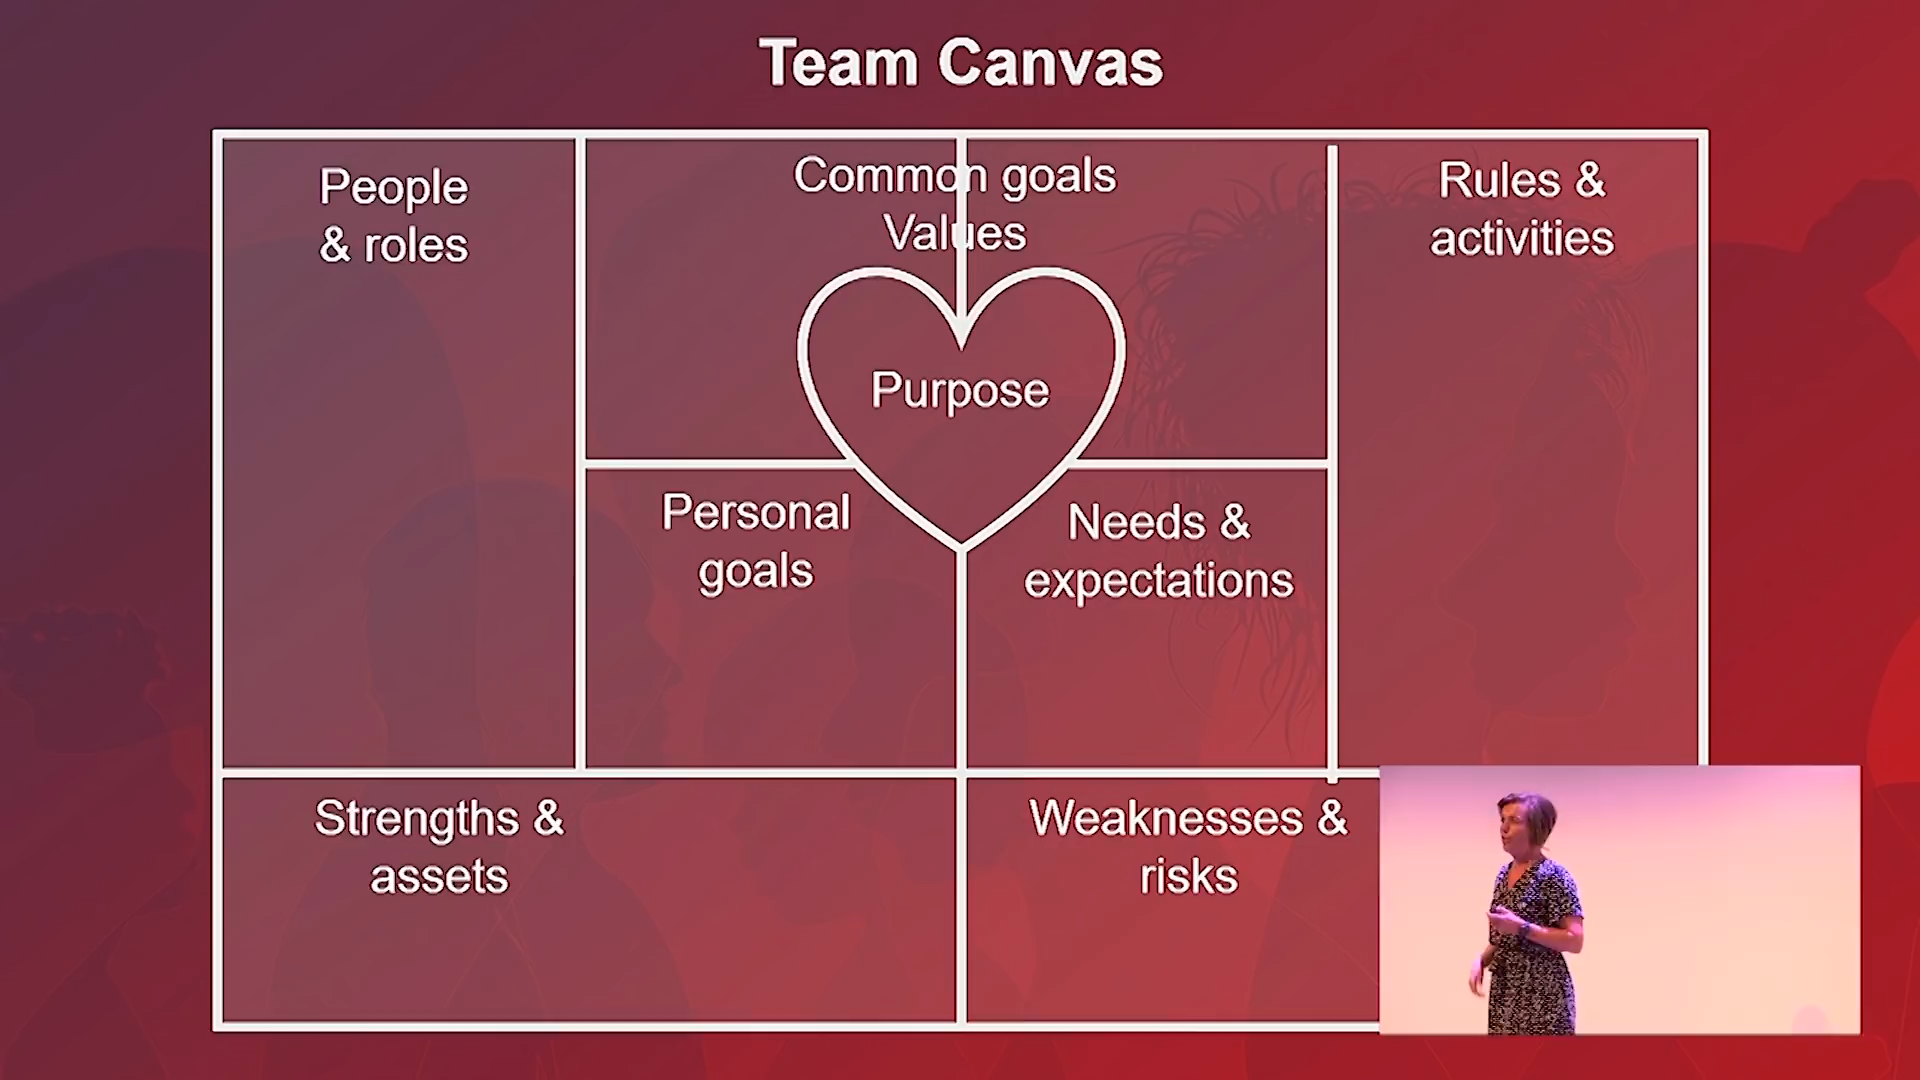 Team Canvas
People
& roles
Common goals
Values
Rules &
activities
Purpose
Personal
goals
Needs &
expectations
Strengths &
assets
Weaknesses &
risks